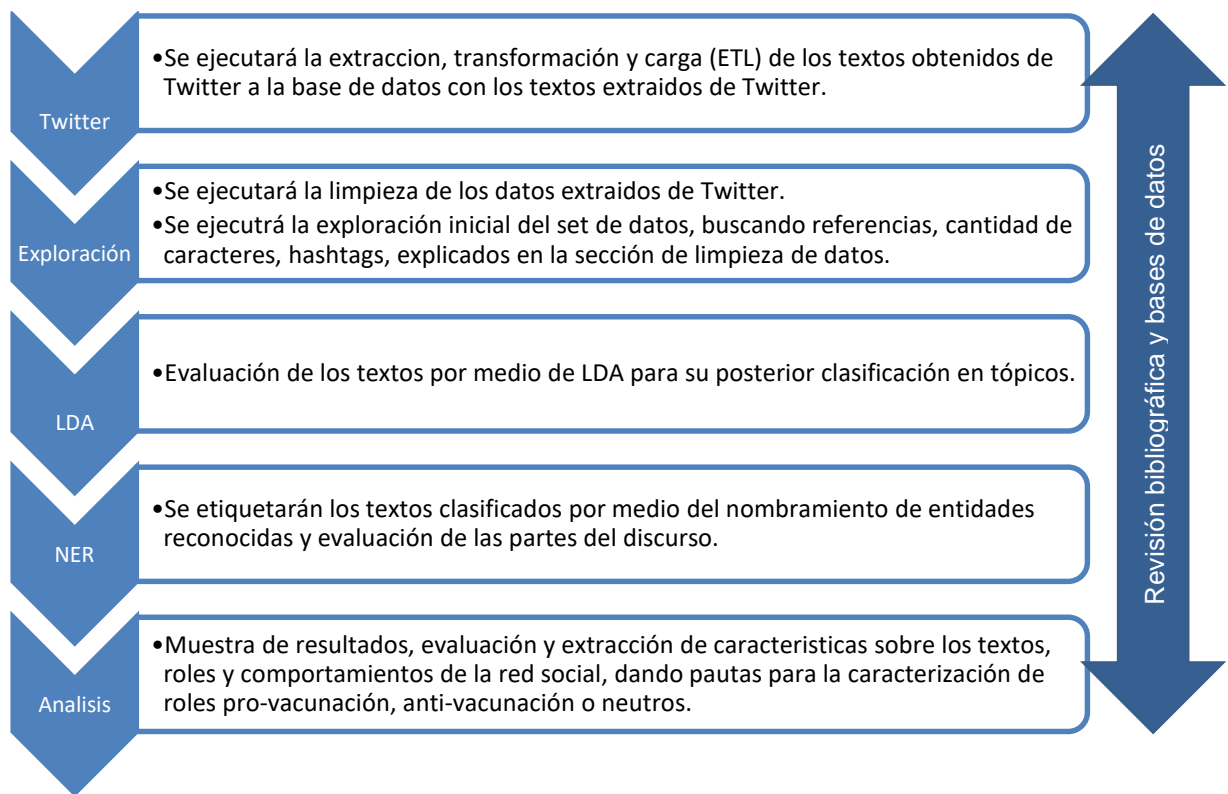 Twitter
•Se ejecutará la extraccion, transformación y carga (ETL) de los textos obtenidos de
Twitter a la base de datos con los textos extraidos de Twitter.
Exploración
•Se ejecutará la limpieza de los datos extraidos de Twitter.
•Se ejecutrá la exploración inicial del set de datos, buscando referencias, cantidad de
caracteres, hashtags, explicados en la sección de limpieza de datos.
LDA
•Evaluación de los textos por medio de LDA para su posterior clasificación en tópicos.
NER
•Se etiquetarán los textos clasificados por medio del nombramiento de entidades
reconocidas y evaluación de las partes del discurso.
Analisis
•Muestra de resultados, evaluación y extracción de caracteristicas sobre los textos,
roles y comportamientos de la red social, dando pautas para la caracterización de
roles pro-vacunación, anti-vacunación o neutros.
Revisión bibliográfica y bases de datos